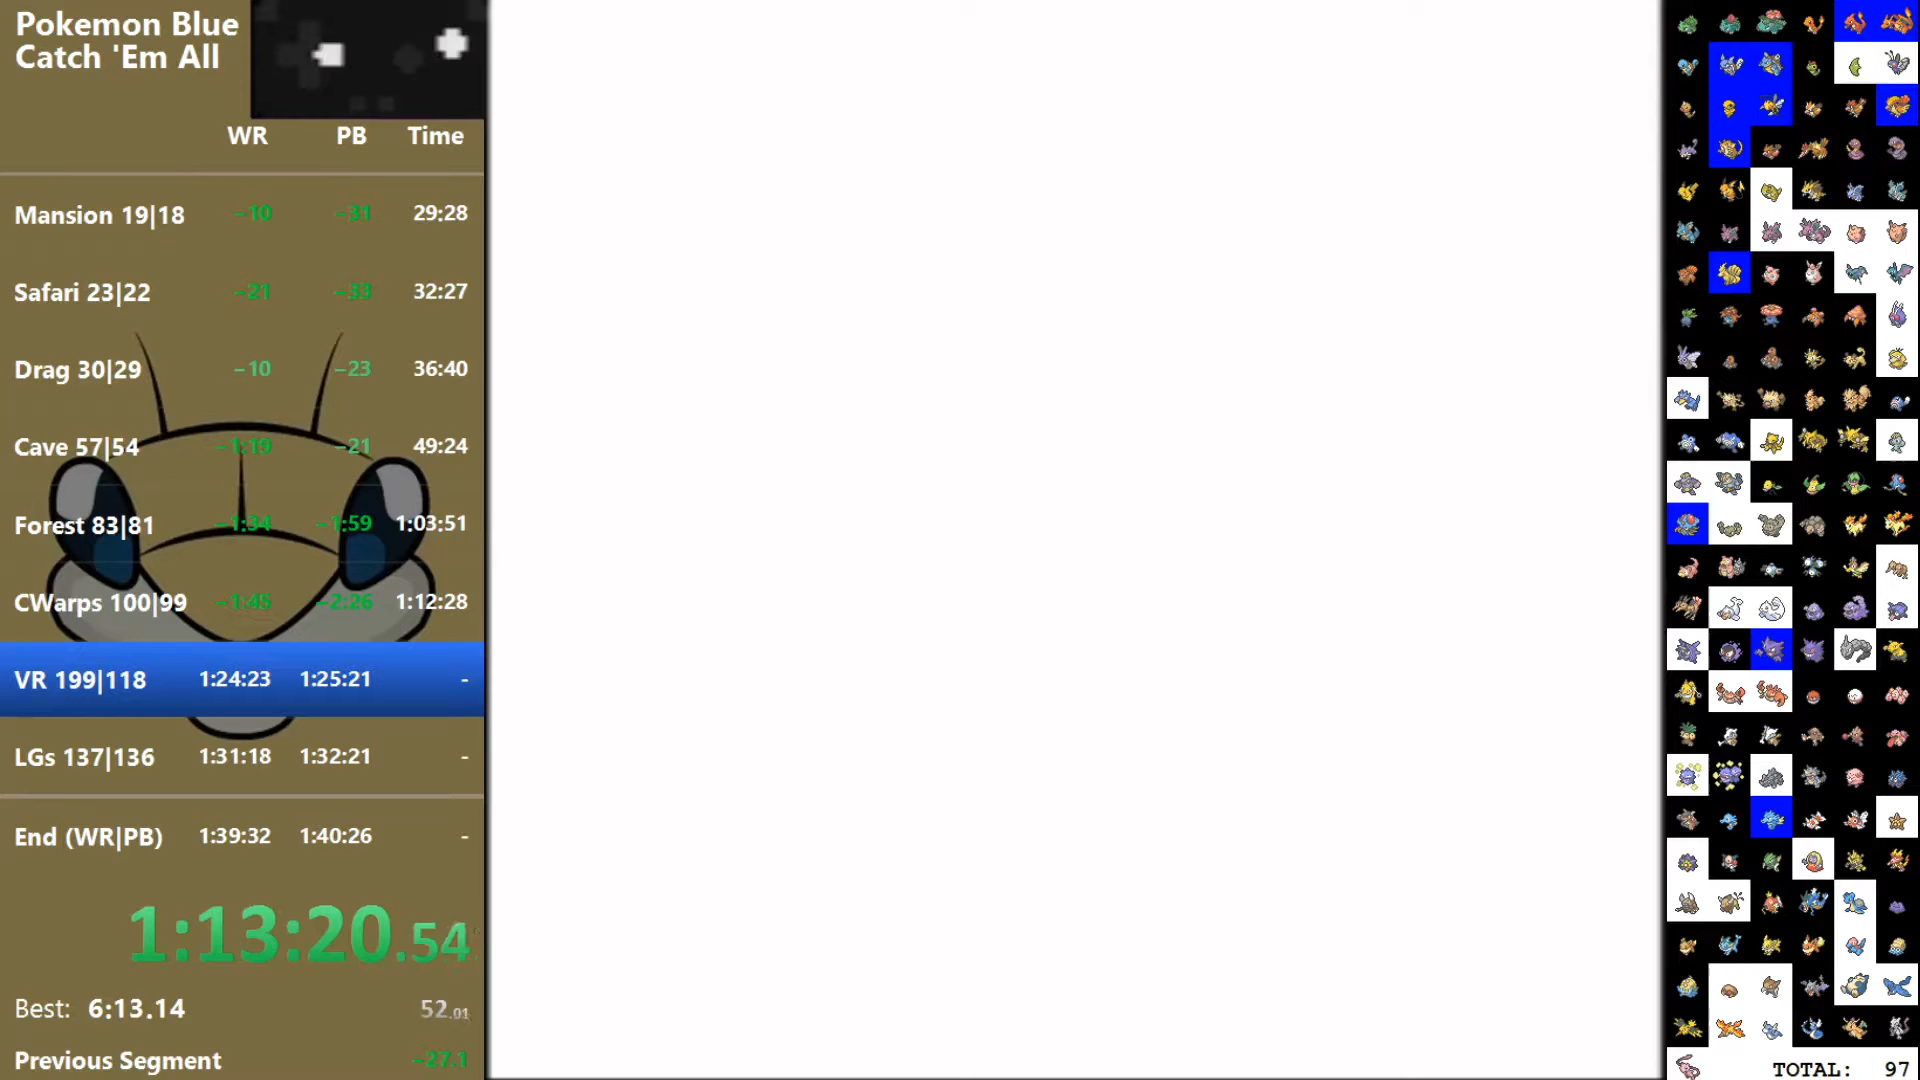 Pokemon Blue
Catch 'Em All
WR PB Time
Mansion 19|18 -10 -31 29:28
Safari 23|22 -21 -33 32:27
Drag 30|29 -10 -23 36:40
Cave 57|54 -1:19 -21 49:24
Forest 83|81 -1:34 -1:59 1:03:51
CWarps 100|99 -1:45 -2:26 1:12:28
VR 199|118 1:24:23 1:25:21 -
LGs 137|136 1:31:18 1:32:21 -
End (WR|PB) 1:39:32 1:40:26 -
1:13:20.54
Best: 6:13.14 52.01
Previous Segment -27.1
TOTAL: 97